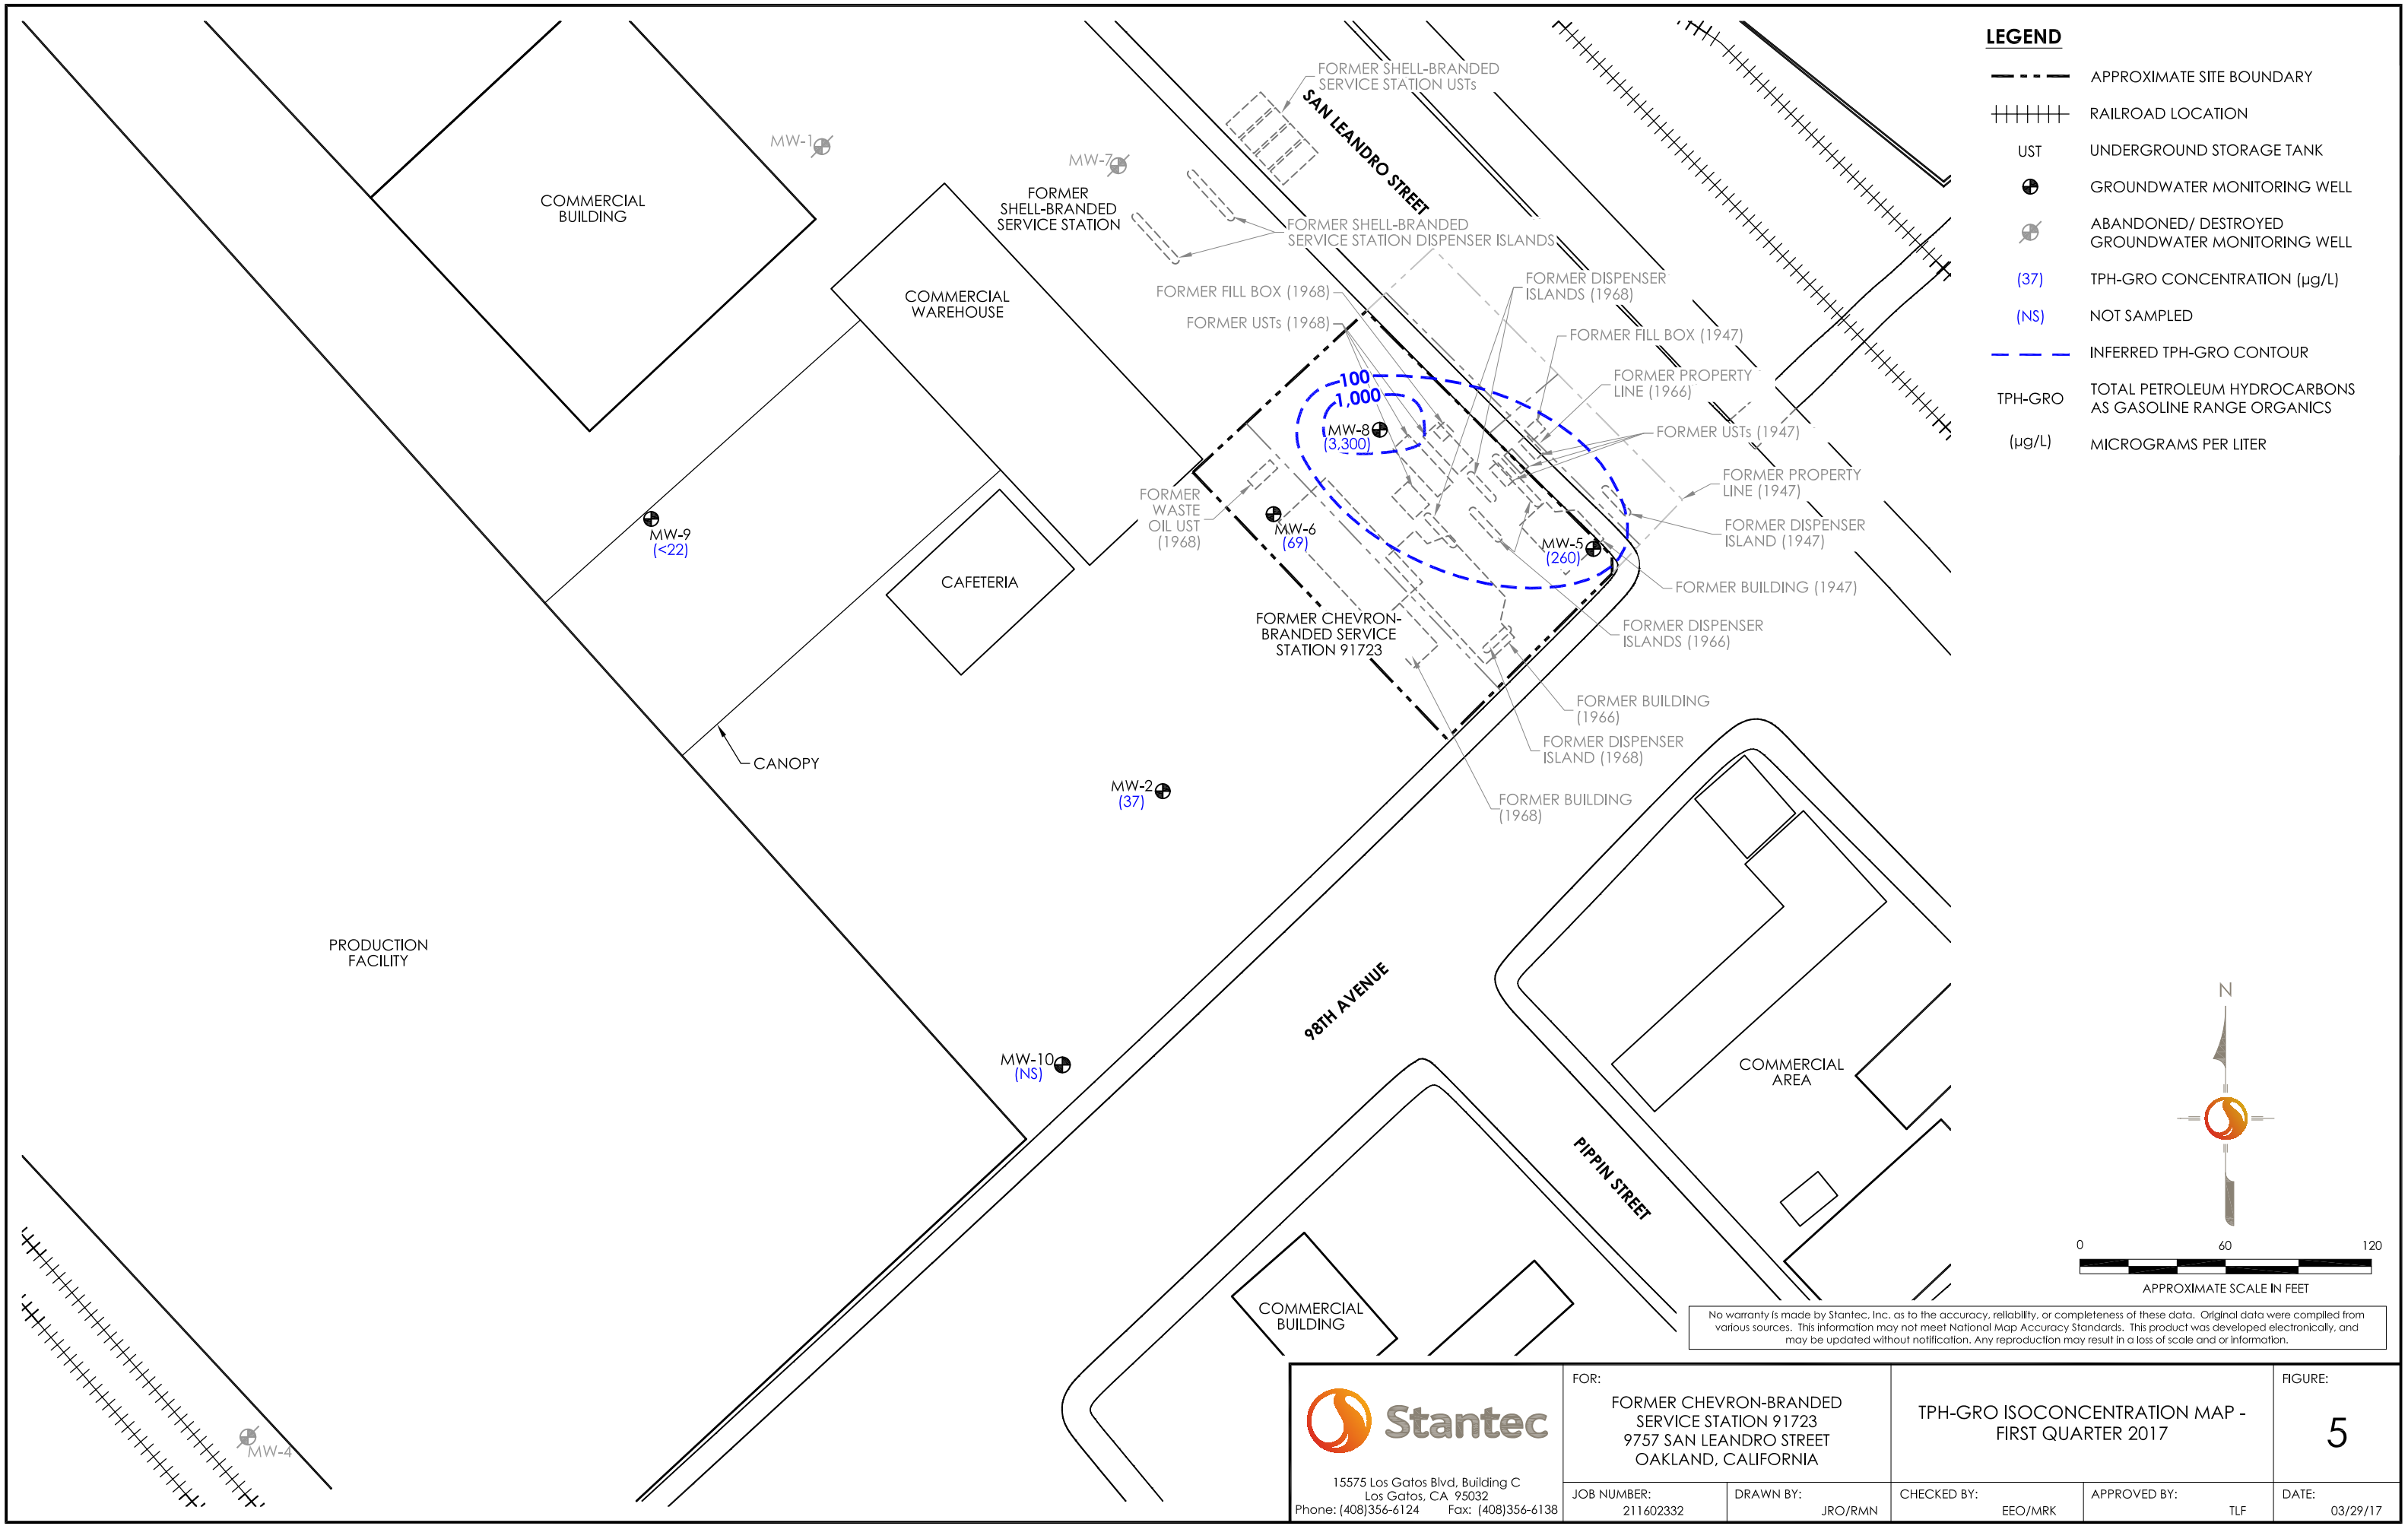 LEGEND
APPROXIMATE SITE BOUNDARY
RAILROAD LOCATION
UST UNDERGROUND STORAGE TANK
GROUNDWATER MONITORING WELL
ABANDONED/ DESTROYED
GROUNDWATER MONITORING WELL
(37) TPH-GRO CONCENTRATION (µg/L)
(NS) NOT SAMPLED
INFERRED TPH-GRO CONTOUR
TPH-GRO TOTAL PETROLEUM HYDROCARBONS
AS GASOLINE RANGE ORGANICS
(µg/L) MICROGRAMS PER LITER
FORMER SHELL-BRANDED
SERVICE STATION USTs
SAN LEANDRO STREET
MW-1
MW-7
COMMERCIAL
BUILDING
FORMER
SHELL-BRANDED
SERVICE STATION
FORMER SHELL-BRANDED
SERVICE STATION DISPENSER ISLANDS
COMMERCIAL
WAREHOUSE
FORMER FILL BOX (1968)
FORMER USTs (1968)
FORMER DISPENSER
ISLANDS (1968)
FORMER FILL BOX (1947)
FORMER PROPERTY
LINE (1966)
100
1,000
MW-8
(3,300)
FORMER USTs (1947)
FORMER PROPERTY
LINE (1947)
FORMER
WASTE
OIL UST
(1968)
MW-6
(69)
MW-5
(260)
FORMER DISPENSER
ISLAND (1947)
MW-9
(<22)
CAFETERIA
FORMER BUILDING (1947)
FORMER CHEVRON-
BRANDED SERVICE
STATION 91723
FORMER DISPENSER
ISLANDS (1966)
FORMER BUILDING
(1966)
FORMER DISPENSER
ISLAND (1968)
FORMER BUILDING
(1968)
CANOPY
MW-2
(37)
PRODUCTION
FACILITY
98TH AVENUE
MW-10
(NS)
COMMERCIAL
AREA
PIPPIN STREET
COMMERCIAL
BUILDING
MW-4
N
0 60 120
APPROXIMATE SCALE IN FEET
No warranty is made by Stantec, Inc. as to the accuracy, reliability, or completeness of these data. Original data were compiled from
various sources. This information may not meet National Map Accuracy Standards. This product was developed electronically, and
may be updated without notification. Any reproduction may result in a loss of scale and or information.
Stantec
15575 Los Gatos Blvd, Building C
Los Gatos, CA 95032
Phone: (408)356-6124 Fax: (408)356-6138
FOR:
FORMER CHEVRON-BRANDED
SERVICE STATION 91723
9757 SAN LEANDRO STREET
OAKLAND, CALIFORNIA
TPH-GRO ISOCONCENTRATION MAP -
FIRST QUARTER 2017
FIGURE:
5
JOB NUMBER:
211602332
DRAWN BY:
JRO/RMN
CHECKED BY:
EEO/MRK
APPROVED BY:
TLF
DATE:
03/29/17